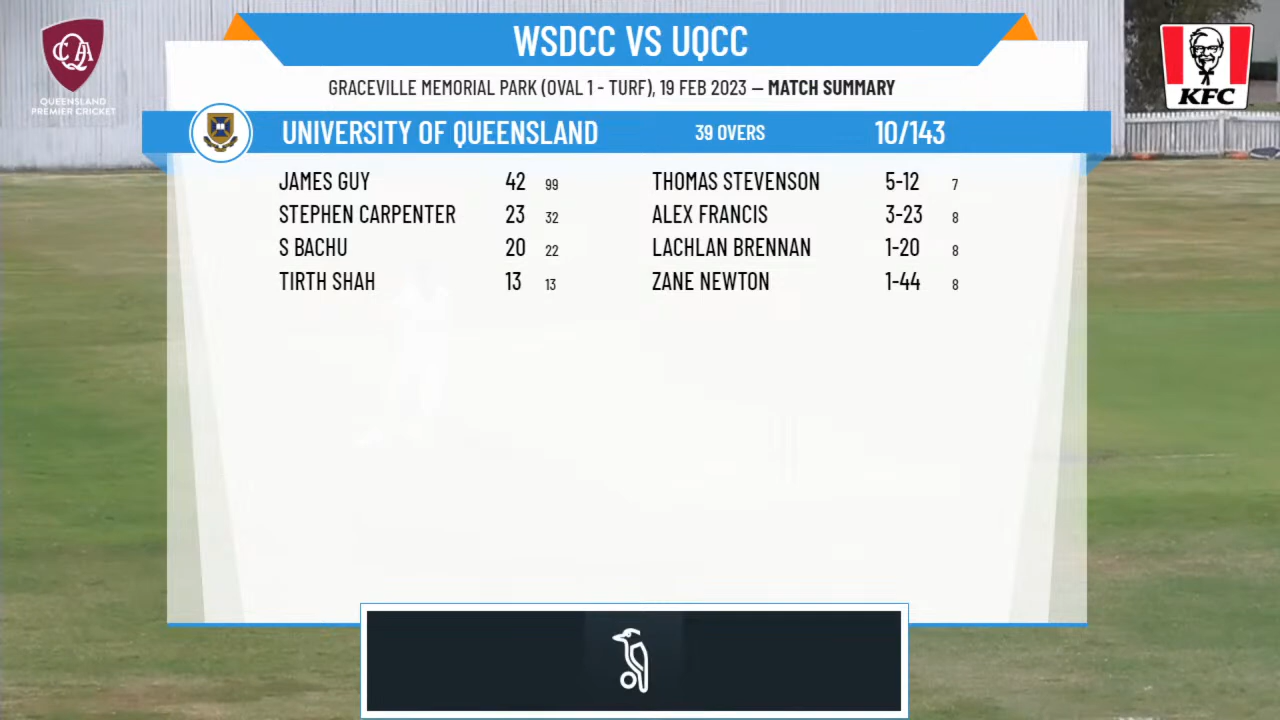 WSDCC VS UQCC
QUEENSLAND
PREMIER CRICKET
KFC
GRACEVILLE MEMORIAL PARK (OVAL 1 - TURF), 19 FEB 2023 – MATCH SUMMARY
UNIVERSITY OF QUEENSLAND 39 OVERS 10/143
JAMES GUY 42 99 THOMAS STEVENSON 5-12 7
STEPHEN CARPENTER 23 32 ALEX FRANCIS 3-23 8
S BACHU 20 22 LACHLAN BRENNAN 1-20 8
TIRTH SHAH 13 13 ZANE NEWTON 1-44 8